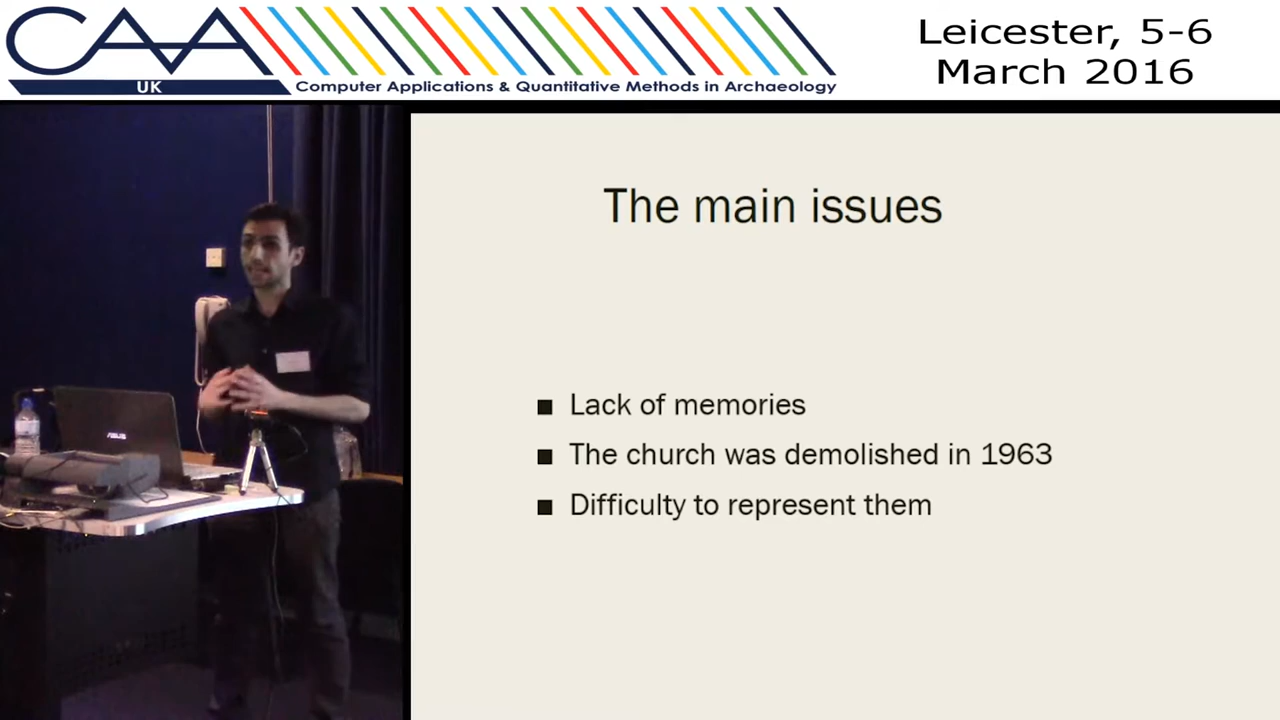 CAA
UK
Computer Applications & Quantitative Methods in Archaeology
Leicester, 5-6
March 2016
The main issues
■ Lack of memories
■ The church was demolished in 1963
■ Difficulty to represent them
ASUS